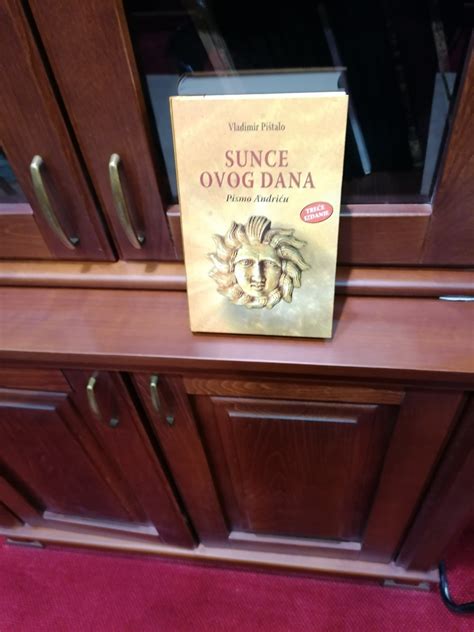 Vladimir Pištalo
SUNCE
OVOG DANA
Pismo Andriću
TREĆE
IZDANJE